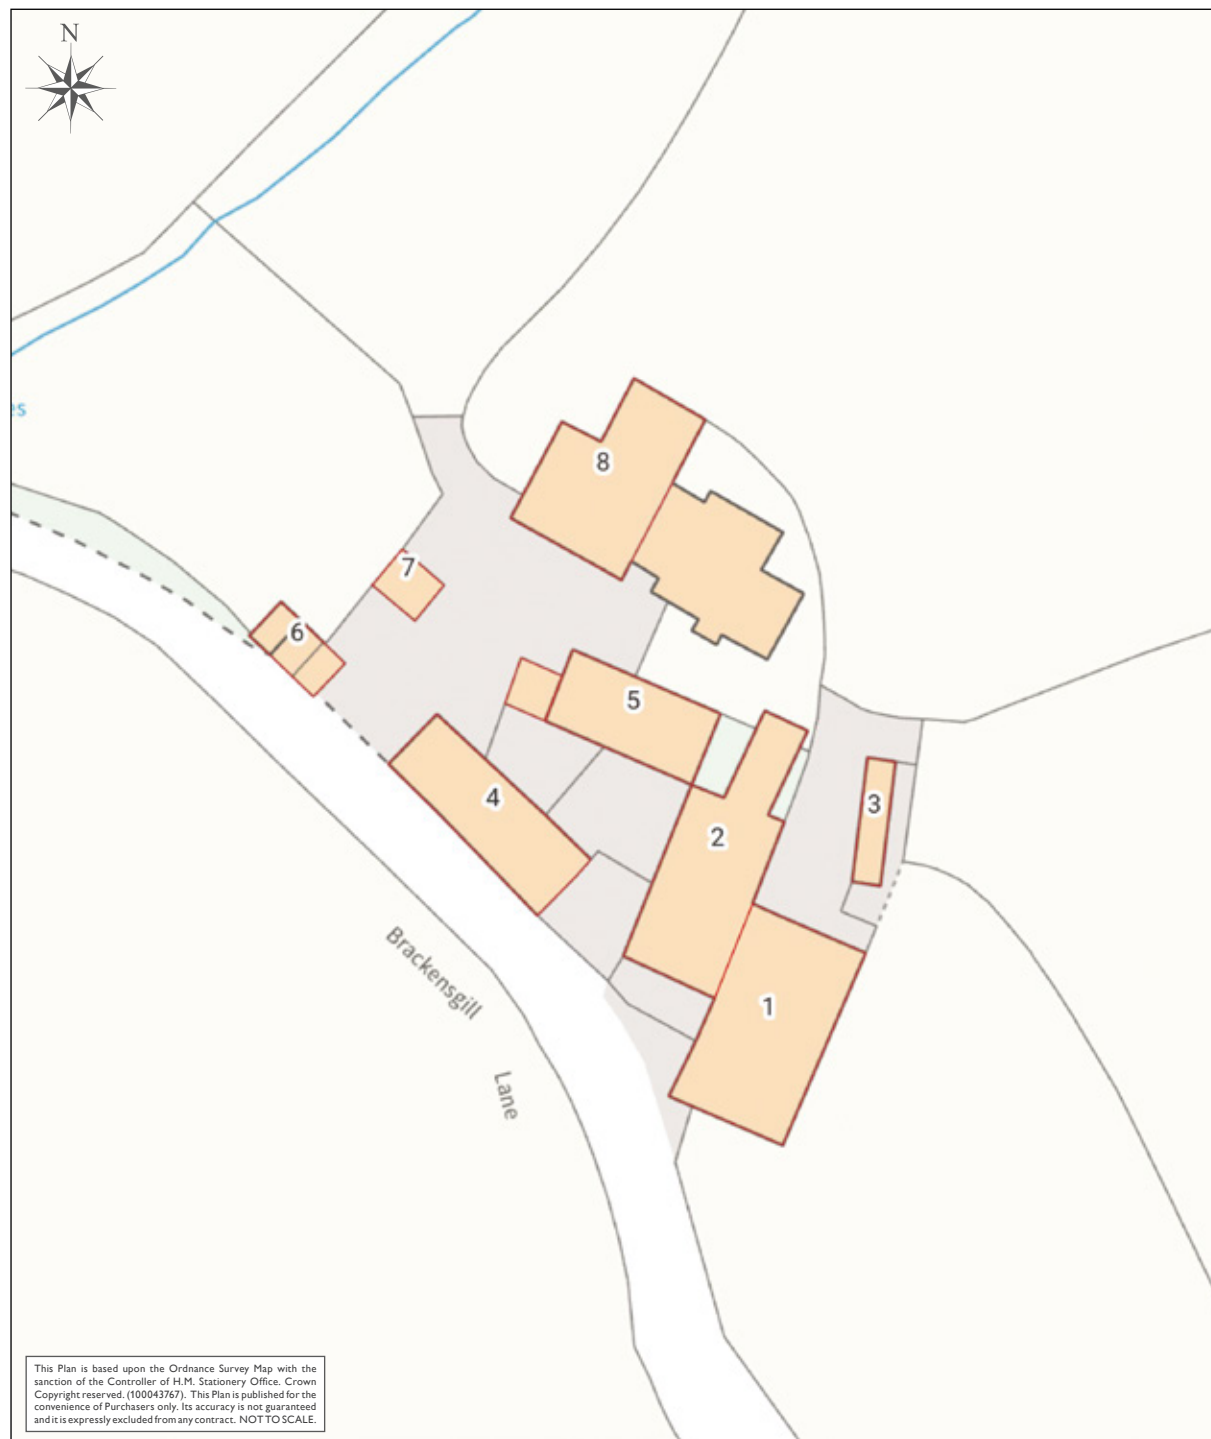 N
es
8
7
6
5
4
3
2
1
Brackensgill
Lane
This Plan is based upon the Ordnance Survey Map with the
sanction of the Controller of H.M. Stationery Office. Crown
Copyright reserved. (100043767). This Plan is published for the
convenience of Purchasers only. Its accuracy is not guaranteed
and it is expressly excluded from any contract. NOT TO SCALE.